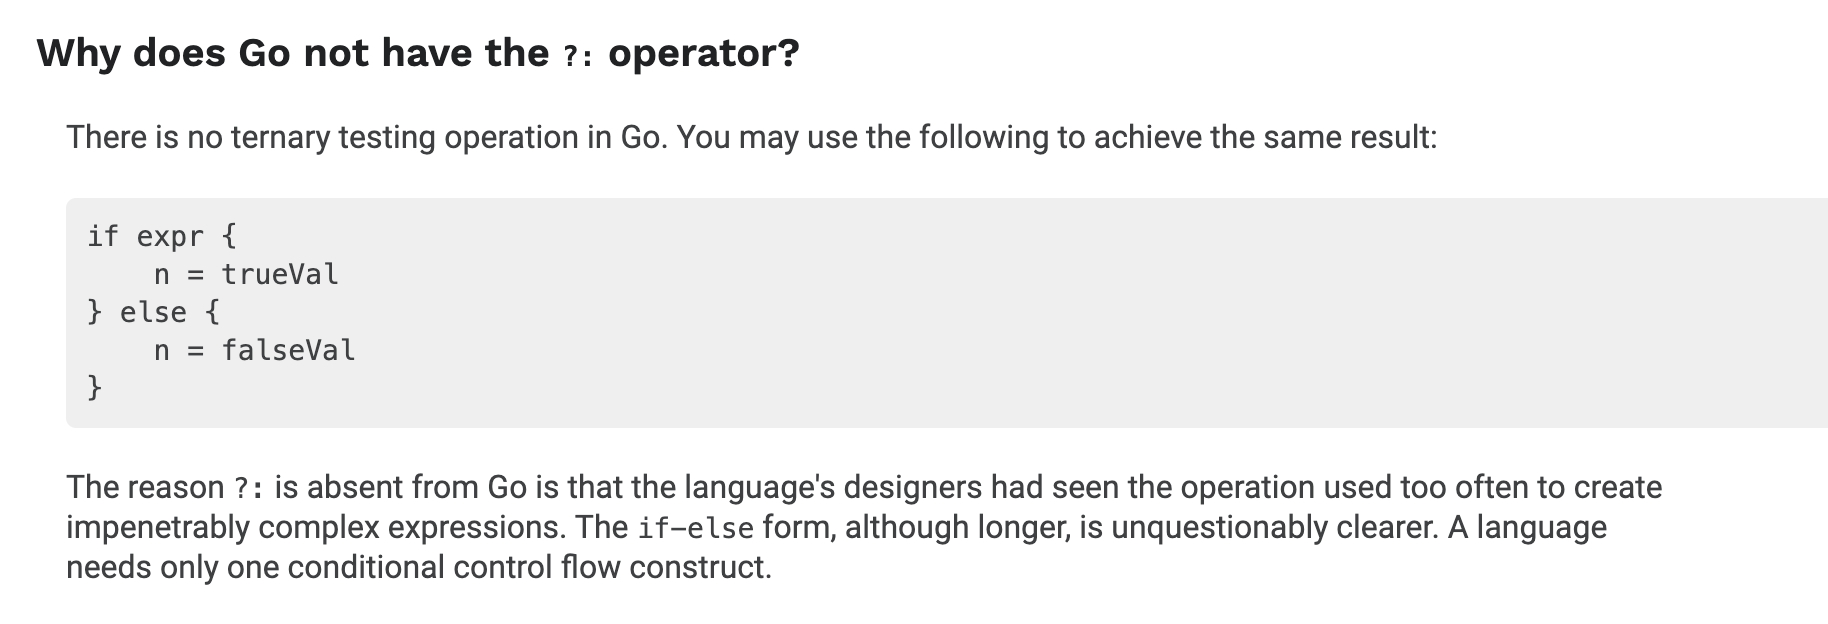 Why does Go not have the ?: operator?
There is no ternary testing operation in Go. You may use the following to achieve the same result:
if expr {
    n = trueVal
} else {
    n = falseVal
}
The reason ?: is absent from Go is that the language's designers had seen the operation used too often to create
impenetrably complex expressions. The if-else form, although longer, is unquestionably clearer. A language
needs only one conditional control flow construct.